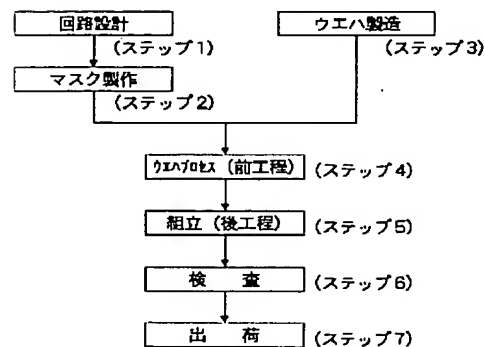 回路設計
(ステップ1)
ウエハ製造
(ステップ3)
マスク製作
(ステップ2)
ウエハプロセス (前工程) (ステップ4)
組立 (後工程) (ステップ5)
検 査 (ステップ6)
出 荷 (ステップ7)